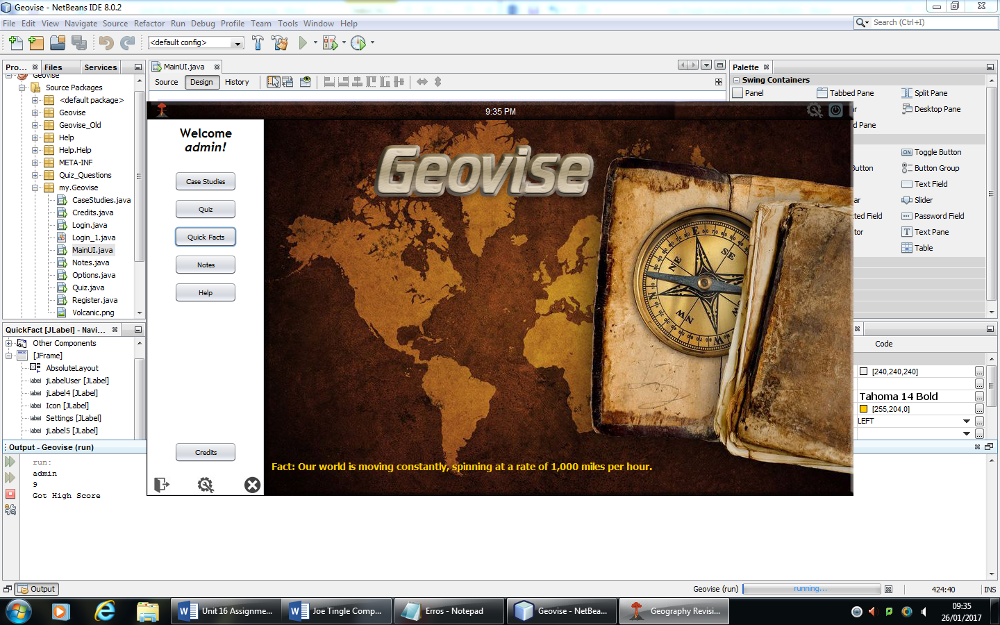 Geovise - NetBeans IDE 8.0.2
File Edit View Navigate Source Refactor Run Debug Profile Team Tools Window Help
Search (Ctrl+I)
<default config>
Pro... Files Services
Geovise
Source Packages
<default package>
Geovise
Geovise_Old
Help
Help.Help
META-INF
Quiz_Questions
my.Geovise
CaseStudies.java
Credits.java
Login.java
Login_1.java
MainUI.java
Notes.java
Options.java
Quiz.java
Register.java
Volcanic.png
QuickFact [JLabel] - Navi...
Other Components
[JFrame]
AbsoluteLayout
jLabelUser [JLabel]
jLabel4 [JLabel]
Icon [JLabel]
Settings [JLabel]
jLabel5 [JLabel]
MainUI.java
Source Design History
9:35 PM
Welcome
admin!
Case Studies
Quiz
Quick Facts
Notes
Help
Credits
Geovise
Fact: Our world is moving constantly, spinning at a rate of 1,000 miles per hour.
E
SE
NE
N
NW
W
Palette
Swing Containers
Panel Tabbed Pane Split Pane
ar Desktop Pane
d Pane
ON Toggle Button
Button Button Group
Text Field
ar Slider
ted Field Password Field
tor Text Pane
Table
Code
[240,240,240]
Tahoma 14 Bold
[255,204,0]
LEFT
Output - Geovise (run)
run:
admin
9
Got High Score
Output
Geovise (run) running... 424:40 INS
Unit 16 Assignme... Joe Tingle Comp... Erros - Notepad Geovise - NetBea... Geography Revisi...
09:35
26/01/2017